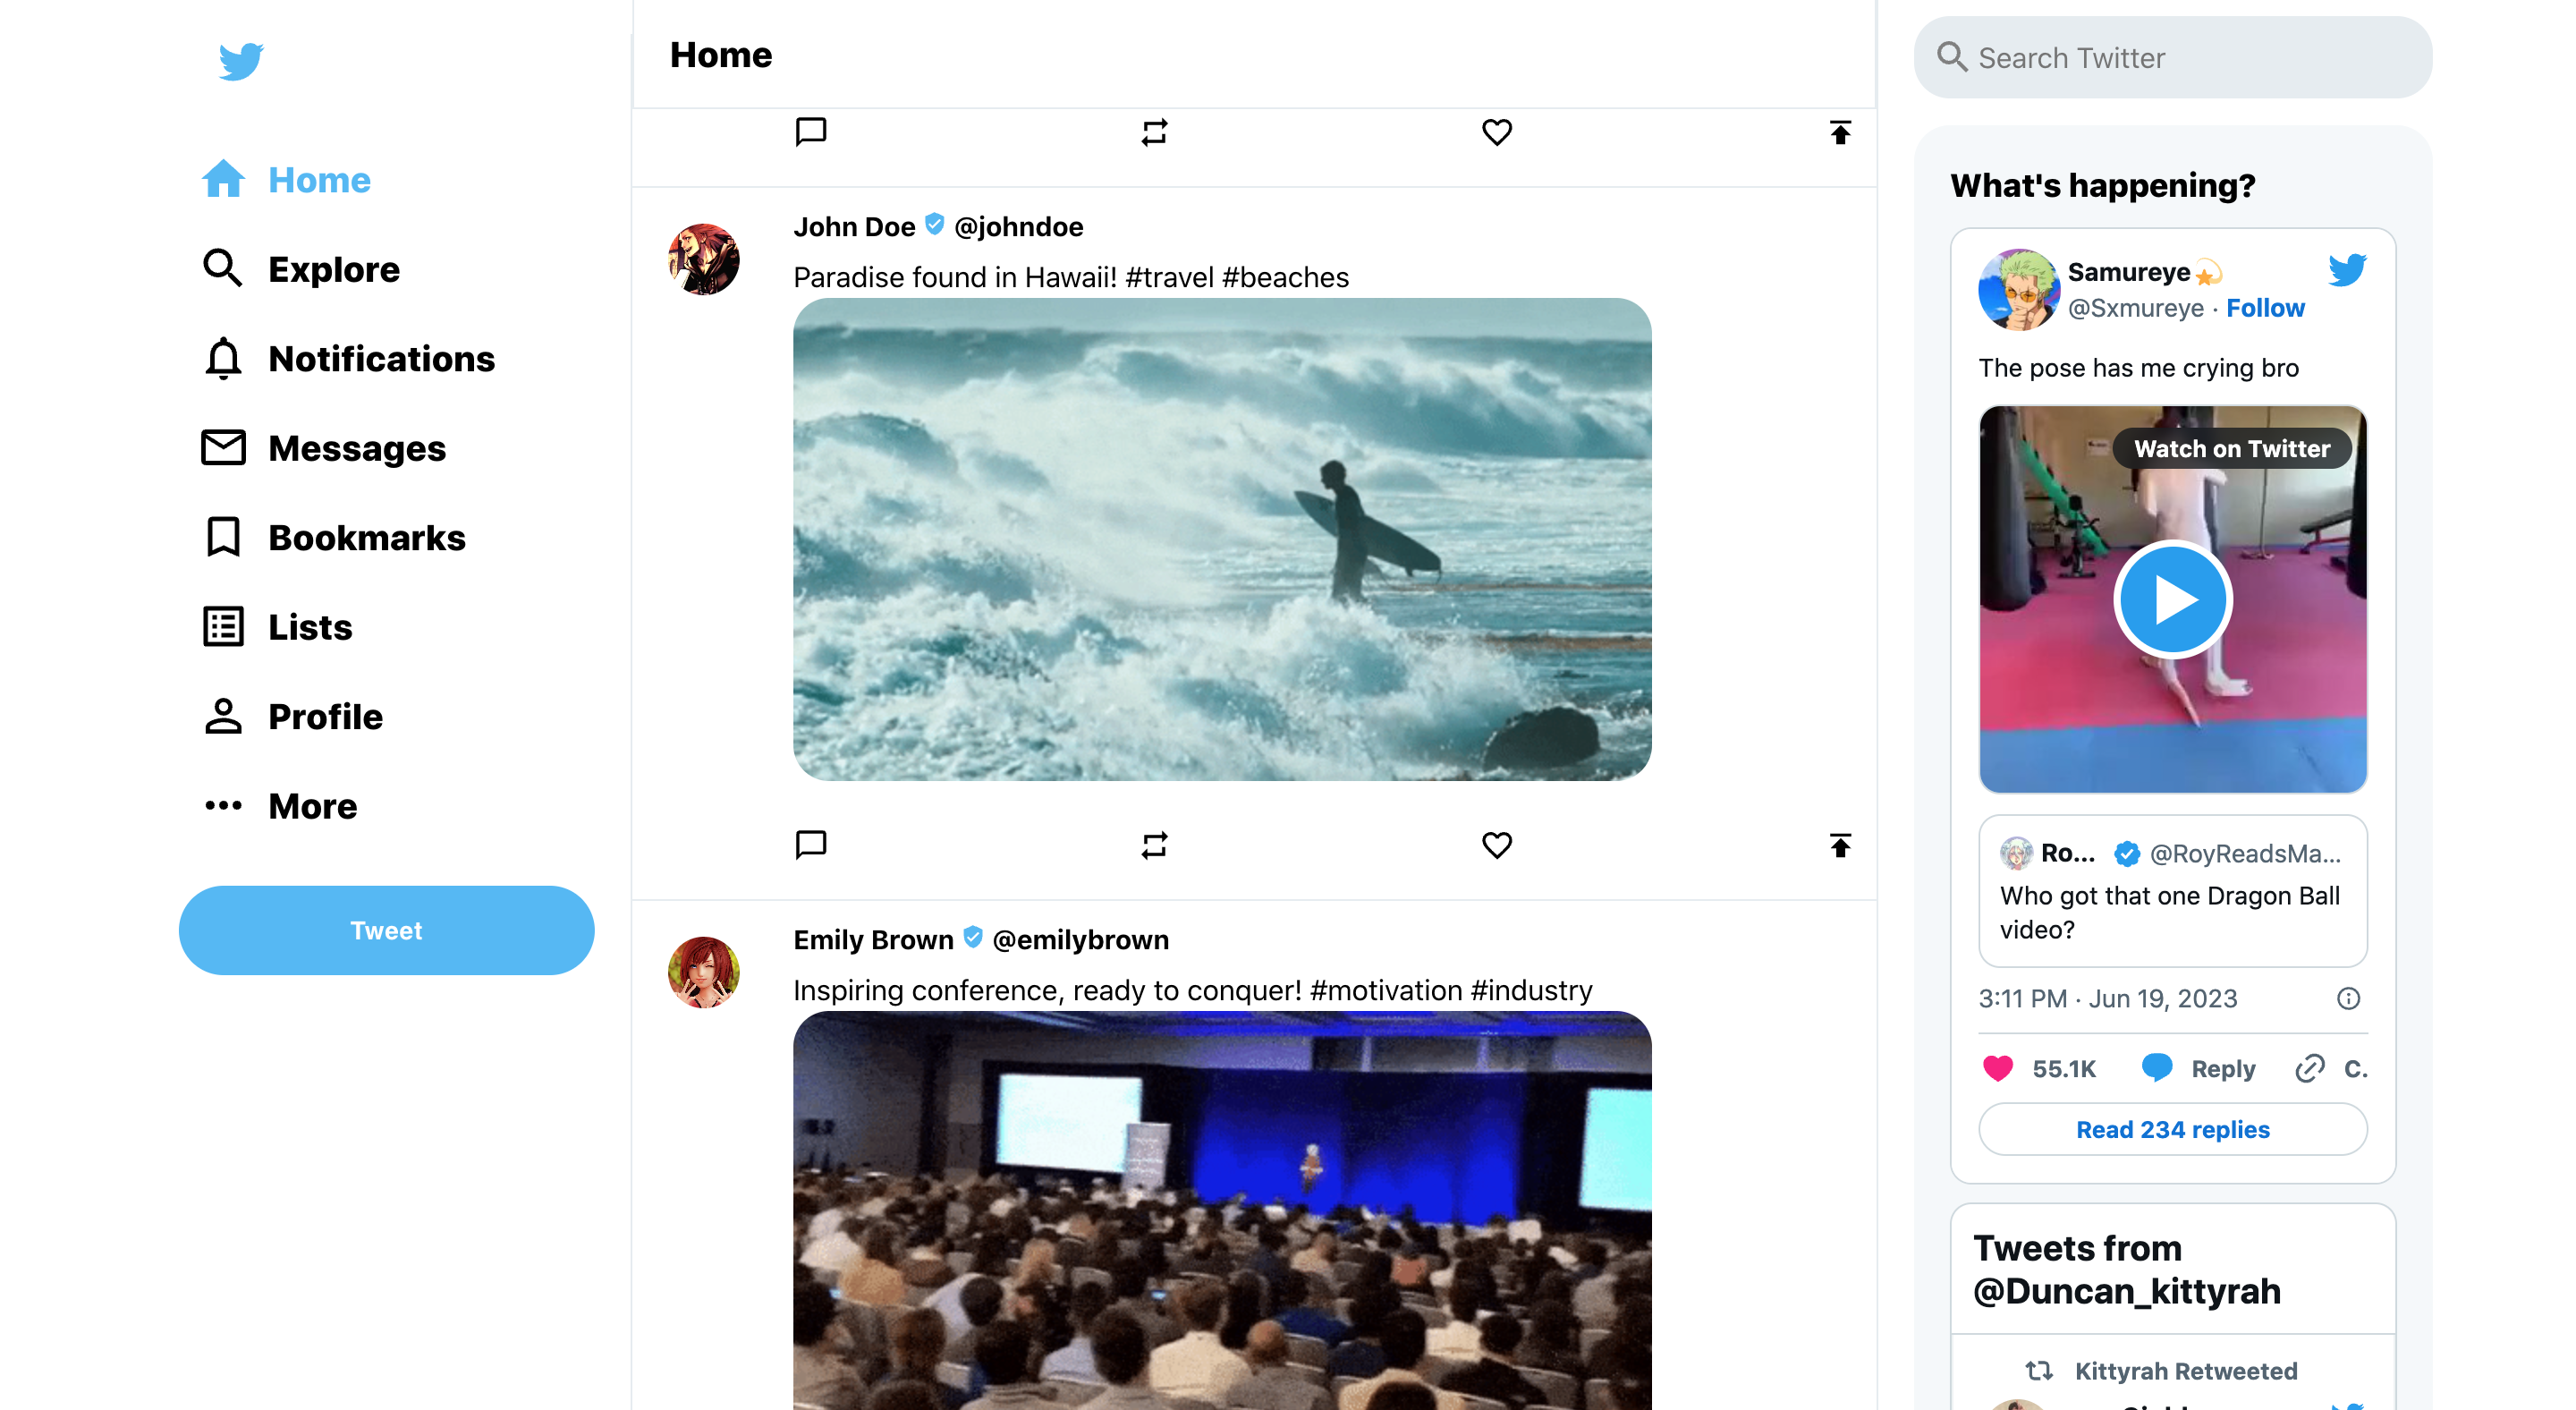 Home
Explore
Notifications
Messages
Bookmarks
Lists
Profile
More
Tweet
Home
John Doe @johndoe
Paradise found in Hawaii! #travel #beaches
Emily Brown @emilybrown
Inspiring conference, ready to conquer! #motivation #industry
Search Twitter
What's happening?
Samureye💫
@Sxmureye · Follow
The pose has me crying bro
Watch on Twitter
Ro... @RoyReadsMa...
Who got that one Dragon Ball
video?
3:11 PM · Jun 19, 2023
55.1K Reply C.
Read 234 replies
Tweets from
@Duncan_kittyrah
Kittyrah Retweeted